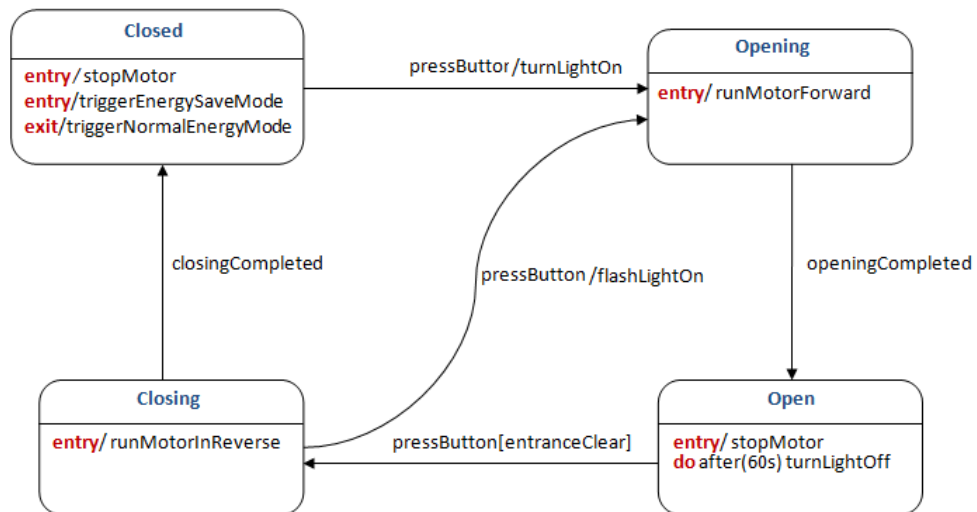 Closed
entry/stopMotor
entry/triggerEnergySaveMode
exit/triggerNormalEnergyMode
pressButtor/turnLightOn
Opening
entry/runMotorForward
closingCompleted
pressButton/flashLightOn
openingCompleted
Closing
entry/runMotorInReverse
pressButton[entranceClear]
Open
entry/stopMotor
do after(60s) turnLightOff